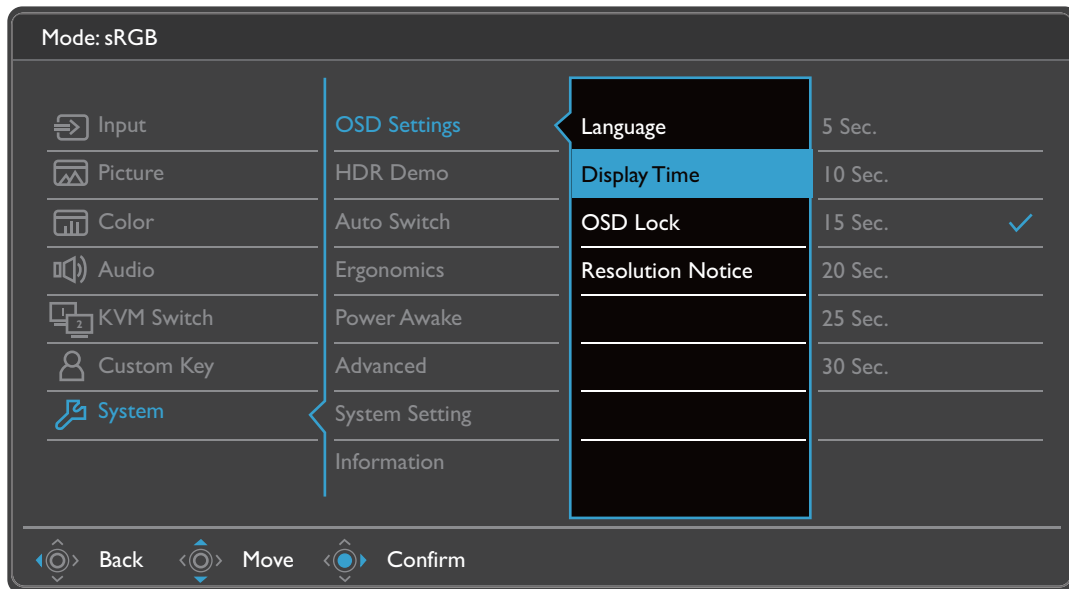 Mode: sRGB
Input
Picture
Color
Audio
1
2
KVM Switch
Custom Key
System
OSD Settings
HDR Demo
Auto Switch
Ergonomics
Power Awake
Advanced
System Setting
Information
Language
Display Time
OSD Lock
Resolution Notice
5 Sec.
10 Sec.
15 Sec.
20 Sec.
25 Sec.
30 Sec.
Back
Move
Confirm